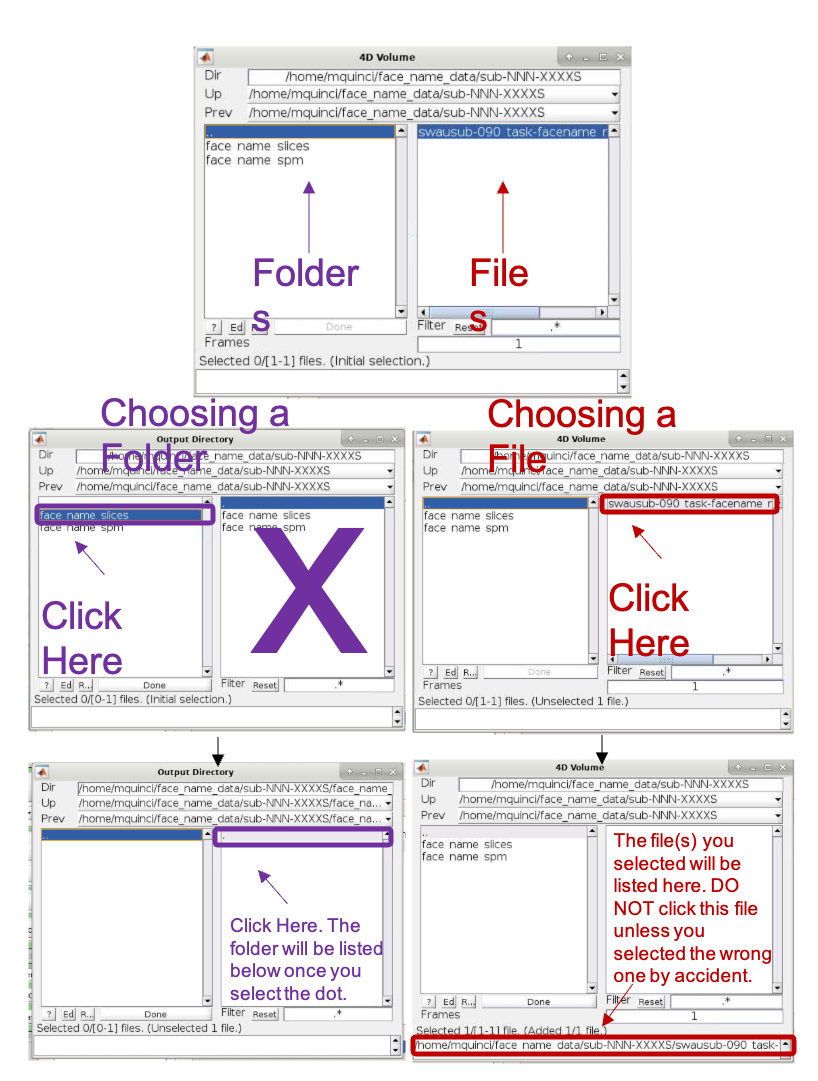 4D Volume
Dir /home/mquinci/face_name_data/sub-NNN-XXXXS
Up /home/mquinci/face_name_data/sub-NNN-XXXXS
Prev /home/mquinci/face_name_data/sub-NNN-XXXXS
.. swausub-090 task-facename r
face name slices
face name spm
Folder File
s s
? Ed R... Done Filter Reset .*
Frames 1
Selected 0/[1-1] files. (Initial selection.)
Choosing a
Folder
Output Directory
Dir /home/mquinci/face_name_data/sub-NNN-XXXXS
Up /home/mquinci/face_name_data/sub-NNN-XXXXS
Prev /home/mquinci/face_name_data/sub-NNN-XXXXS
.. ..
face name slices face name slices
face name spm face name spm
X
Click
Here
? Ed R... Done Filter Reset .*
Selected 0/[0-1] files. (Initial selection.)
Choosing a
File
4D Volume
Dir /home/mquinci/face_name_data/sub-NNN-XXXXS
Up /home/mquinci/face_name_data/sub-NNN-XXXXS
Prev /home/mquinci/face_name_data/sub-NNN-XXXXS
.. swausub-090 task-facename r
face name slices
face name spm
Click
Here
? Ed R... Done Filter Reset .*
Frames 1
Selected 0/[1-1] files. (Unselected 1 file.)
Output Directory
Dir /home/mquinci/face_name_data/sub-NNN-XXXXS/face_name_
Up /home/mquinci/face_name_data/sub-NNN-XXXXS/face_na...
Prev /home/mquinci/face_name_data/sub-NNN-XXXXS/face_na...
.. .
Click Here. The
folder will be listed
below once you
select the dot.
? Ed R... Done Filter Reset .*
Selected 0/[0-1] files. (Unselected 1 file.)
4D Volume
Dir /home/mquinci/face_name_data/sub-NNN-XXXXS
Up /home/mquinci/face_name_data/sub-NNN-XXXXS
Prev /home/mquinci/face_name_data/sub-NNN-XXXXS
..
face name slices
face name spm
The file(s) you
selected will be
listed here. DO
NOT click this file
unless you
selected the wrong
one by accident.
? Ed R... Done Filter Reset .*
Frames 1
Selected 1/[1-1] file. (Added 1/1 file.)
/home/mquinci/face name data/sub-NNN-XXXXS/swausub-090 task-